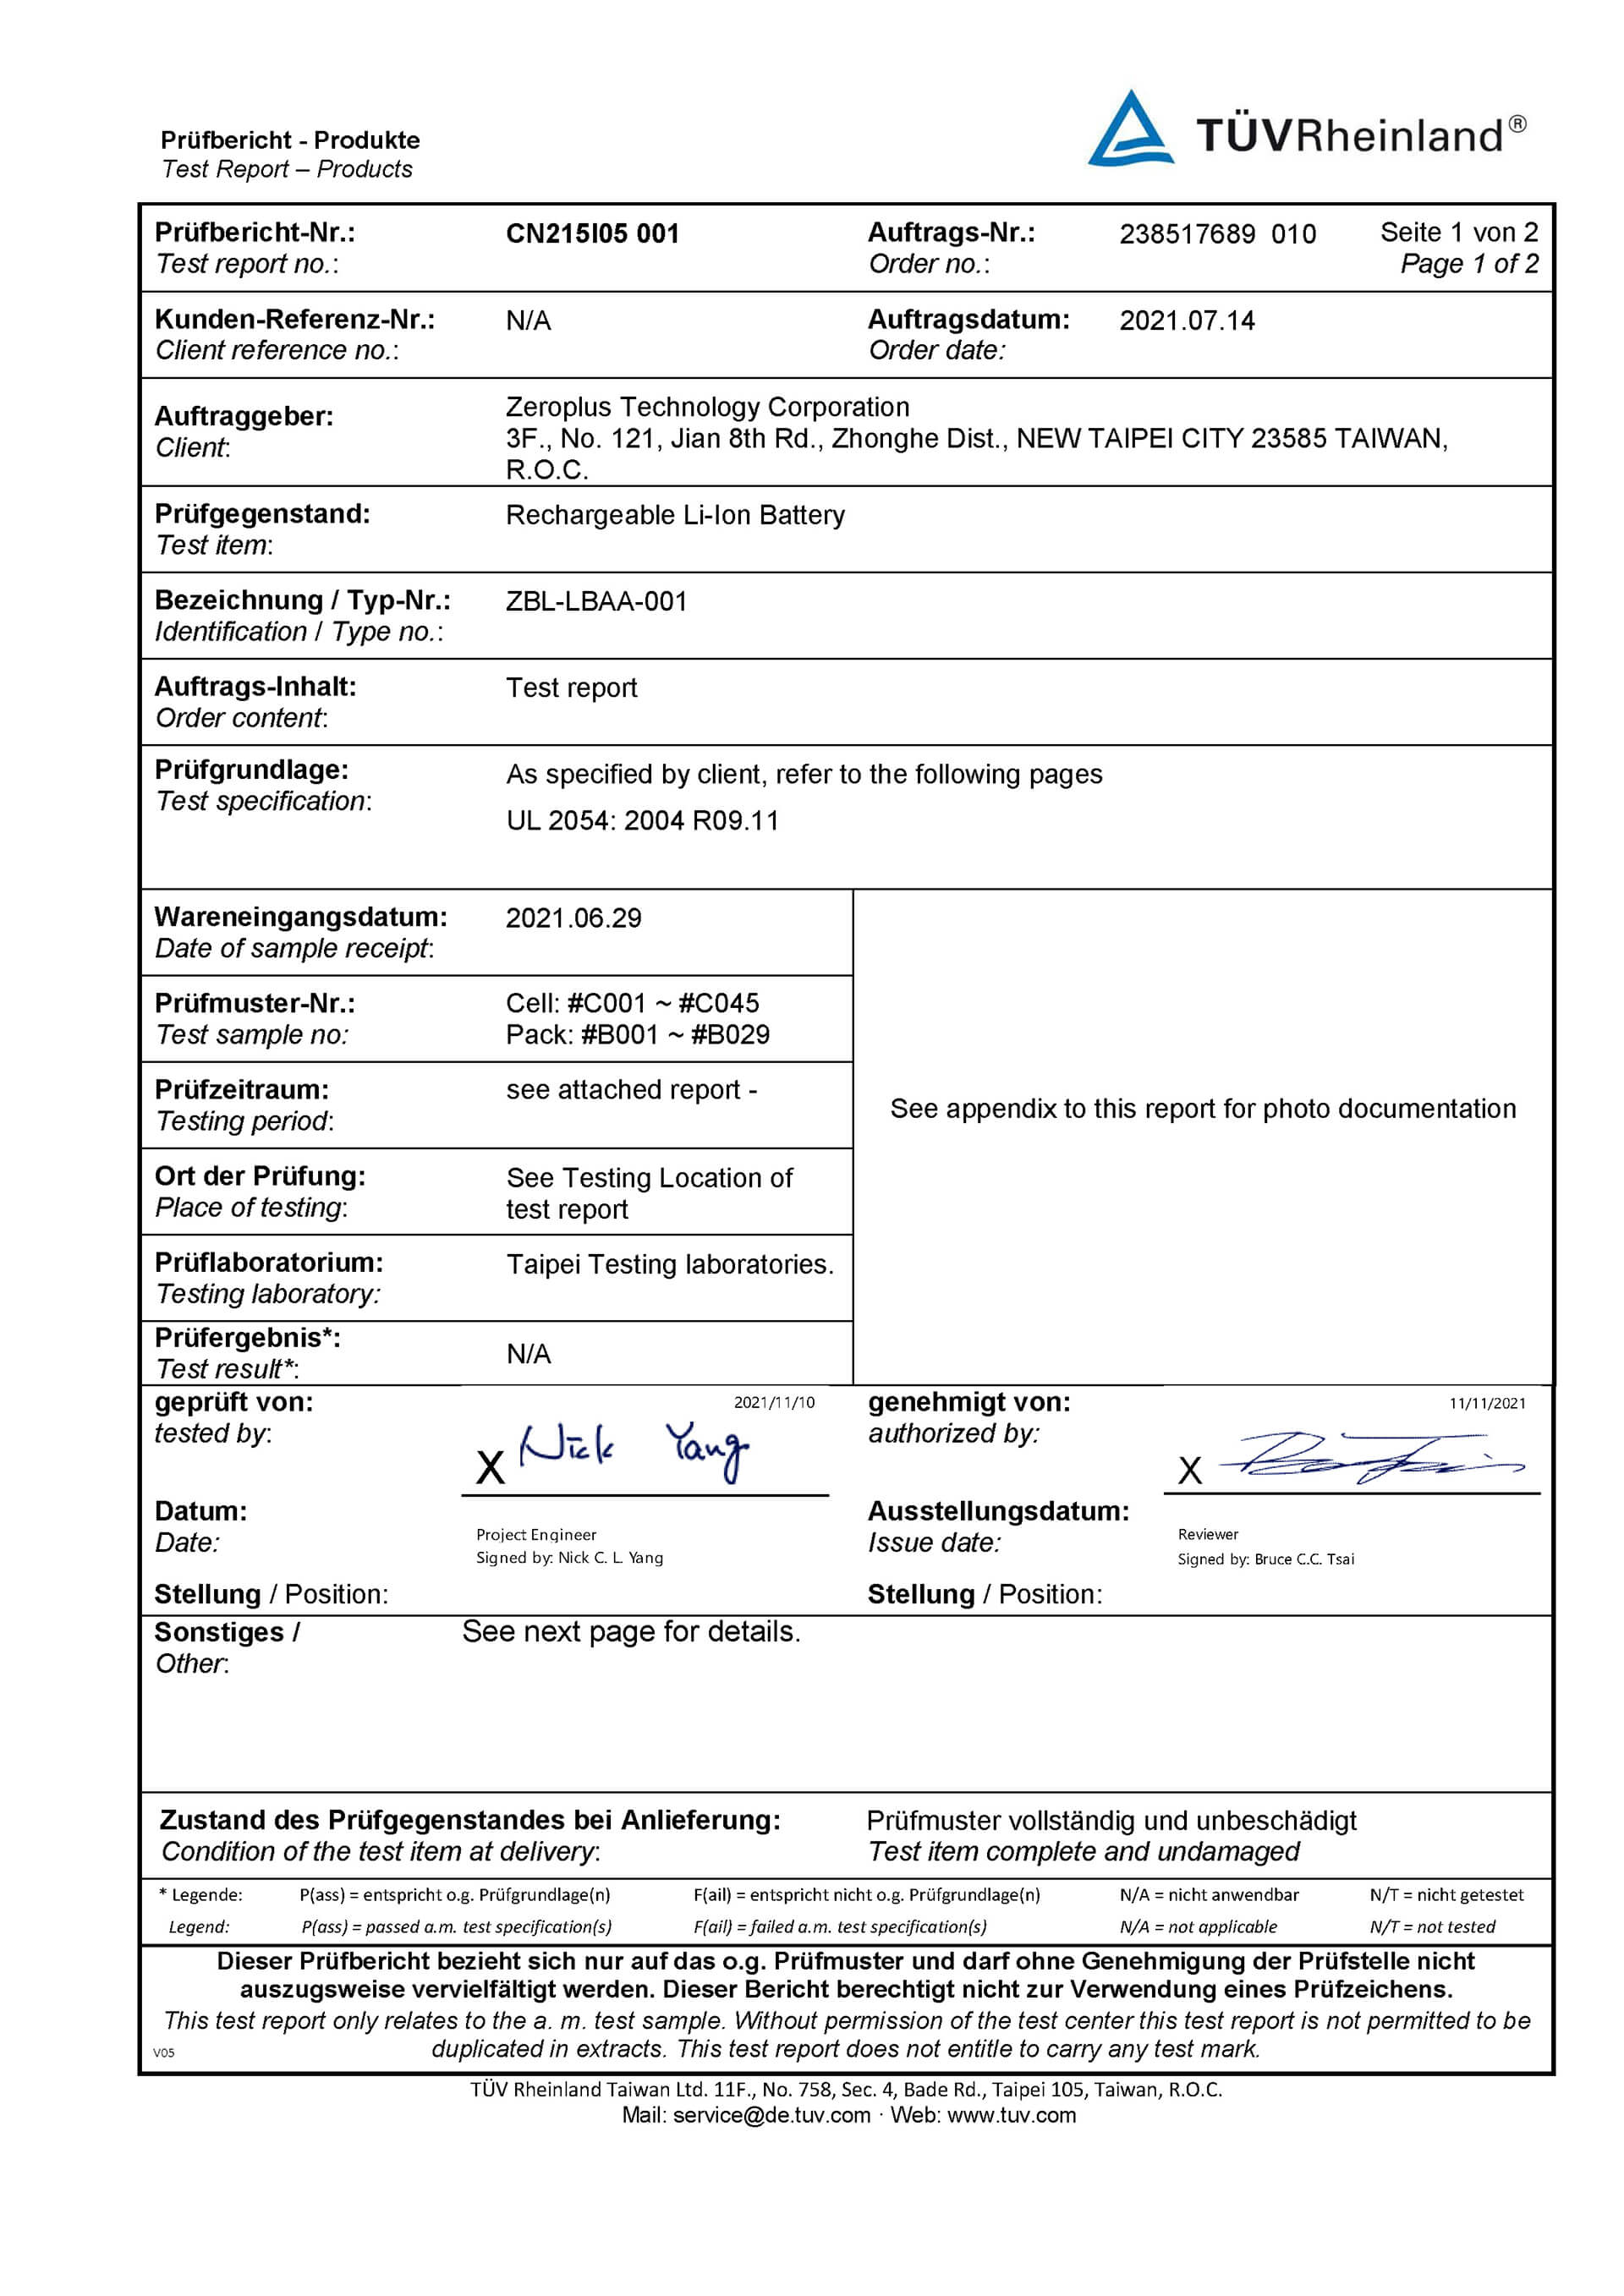 Prüfbericht - Produkte
Test Report – Products
TÜVRheinland®
Prüfbericht-Nr.: CN215I05 001 Auftrags-Nr.: 238517689 010 Seite 1 von 2
Test report no.: Order no.: Page 1 of 2
Kunden-Referenz-Nr.: N/A Auftragsdatum: 2021.07.14
Client reference no.: Order date:
Auftraggeber: Zeroplus Technology Corporation
Client: 3F., No. 121, Jian 8th Rd., Zhonghe Dist., NEW TAIPEI CITY 23585 TAIWAN,
R.O.C.
Prüfgegenstand: Rechargeable Li-Ion Battery
Test item:
Bezeichnung / Typ-Nr.: ZBL-LBAA-001
Identification / Type no.:
Auftrags-Inhalt: Test report
Order content:
Prüfgrundlage: As specified by client, refer to the following pages
Test specification:
UL 2054: 2004 R09.11
Wareneingangsdatum: 2021.06.29
Date of sample receipt:
Prüfmuster-Nr.: Cell: #C001 ~ #C045
Test sample no: Pack: #B001 ~ #B029
Prüfzeitraum: see attached report -
Testing period:
See appendix to this report for photo documentation
Ort der Prüfung: See Testing Location of
Place of testing: test report
Prüflaboratorium: Taipei Testing laboratories.
Testing laboratory:
Prüfergebnis*: N/A
Test result*:
geprüft von: 2021/11/10 genehmigt von: 11/11/2021
tested by: authorized by:
X Nick Yang X
Datum: Ausstellungsdatum:
Date: Project Engineer Issue date: Reviewer
Signed by: Nick C. L. Yang Signed by: Bruce C.C. Tsai
Stellung / Position: Stellung / Position:
Sonstiges / See next page for details.
Other:
Zustand des Prüfgegenstandes bei Anlieferung: Prüfmuster vollständig und unbeschädigt
Condition of the test item at delivery: Test item complete and undamaged
* Legende: P(ass) = entspricht o.g. Prüfgrundlage(n) F(ail) = entspricht nicht o.g. Prüfgrundlage(n) N/A = nicht anwendbar N/T = nicht getestet
Legend: P(ass) = passed a.m. test specification(s) F(ail) = failed a.m. test specification(s) N/A = not applicable N/T = not tested
Dieser Prüfbericht bezieht sich nur auf das o.g. Prüfmuster und darf ohne Genehmigung der Prüfstelle nicht
auszugsweise vervielfältigt werden. Dieser Bericht berechtigt nicht zur Verwendung eines Prüfzeichens.
This test report only relates to the a. m. test sample. Without permission of the test center this test report is not permitted to be
V05 duplicated in extracts. This test report does not entitle to carry any test mark.
TÜV Rheinland Taiwan Ltd. 11F., No. 758, Sec. 4, Bade Rd., Taipei 105, Taiwan, R.O.C.
Mail: service@de.tuv.com · Web: www.tuv.com